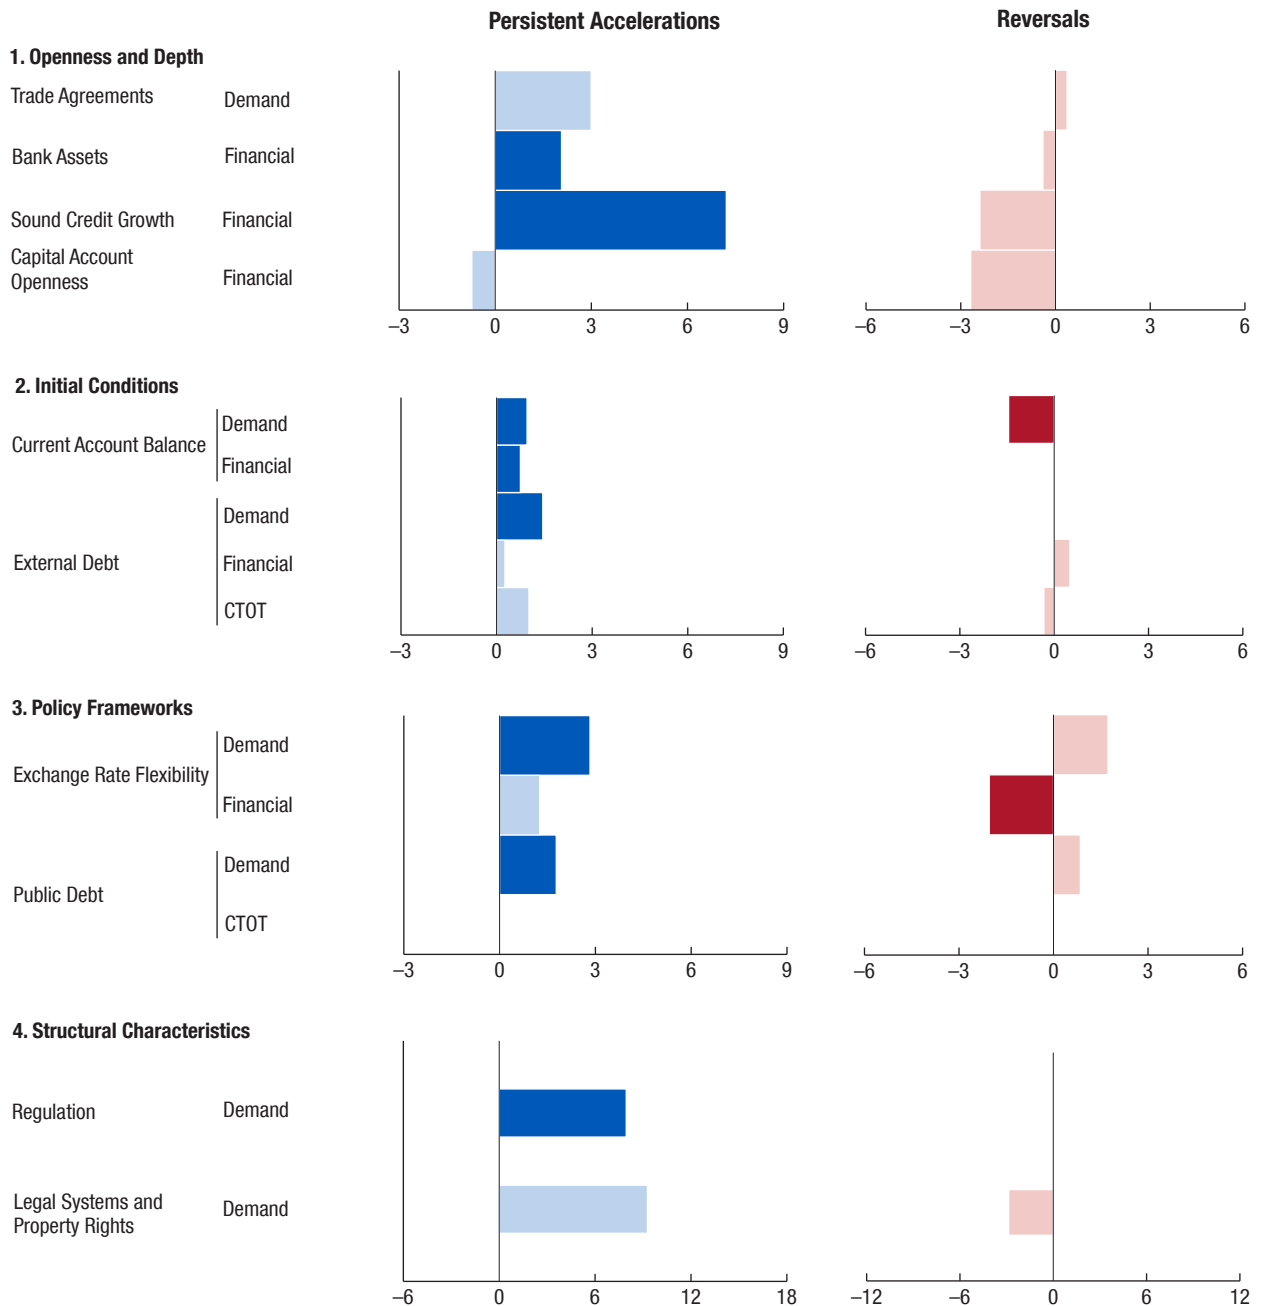 Persistent Accelerations
Reversals
1. Openness and Depth
Trade Agreements Demand
Bank Assets Financial
Sound Credit Growth Financial
Capital Account
Openness Financial
–3 0 3 6 9
–6 –3 0 3 6
2. Initial Conditions
Current Account Balance
Demand
Financial
External Debt
Demand
Financial
CTOT
–3 0 3 6 9
–6 –3 0 3 6
3. Policy Frameworks
Exchange Rate Flexibility
Demand
Financial
Public Debt
Demand
CTOT
–3 0 3 6 9
–6 –3 0 3 6
4. Structural Characteristics
Regulation Demand
Legal Systems and
Property Rights
Demand
–6 0 6 12 18
–12 –6 0 6 12